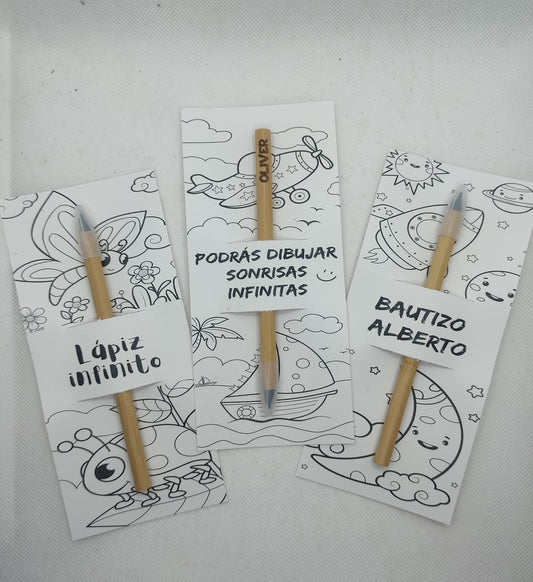 Lápiz
infinito
OLIVER
PODRÁS DIBUJAR
SONRISAS
INFINITAS
BAUTIZO
ALBERTO